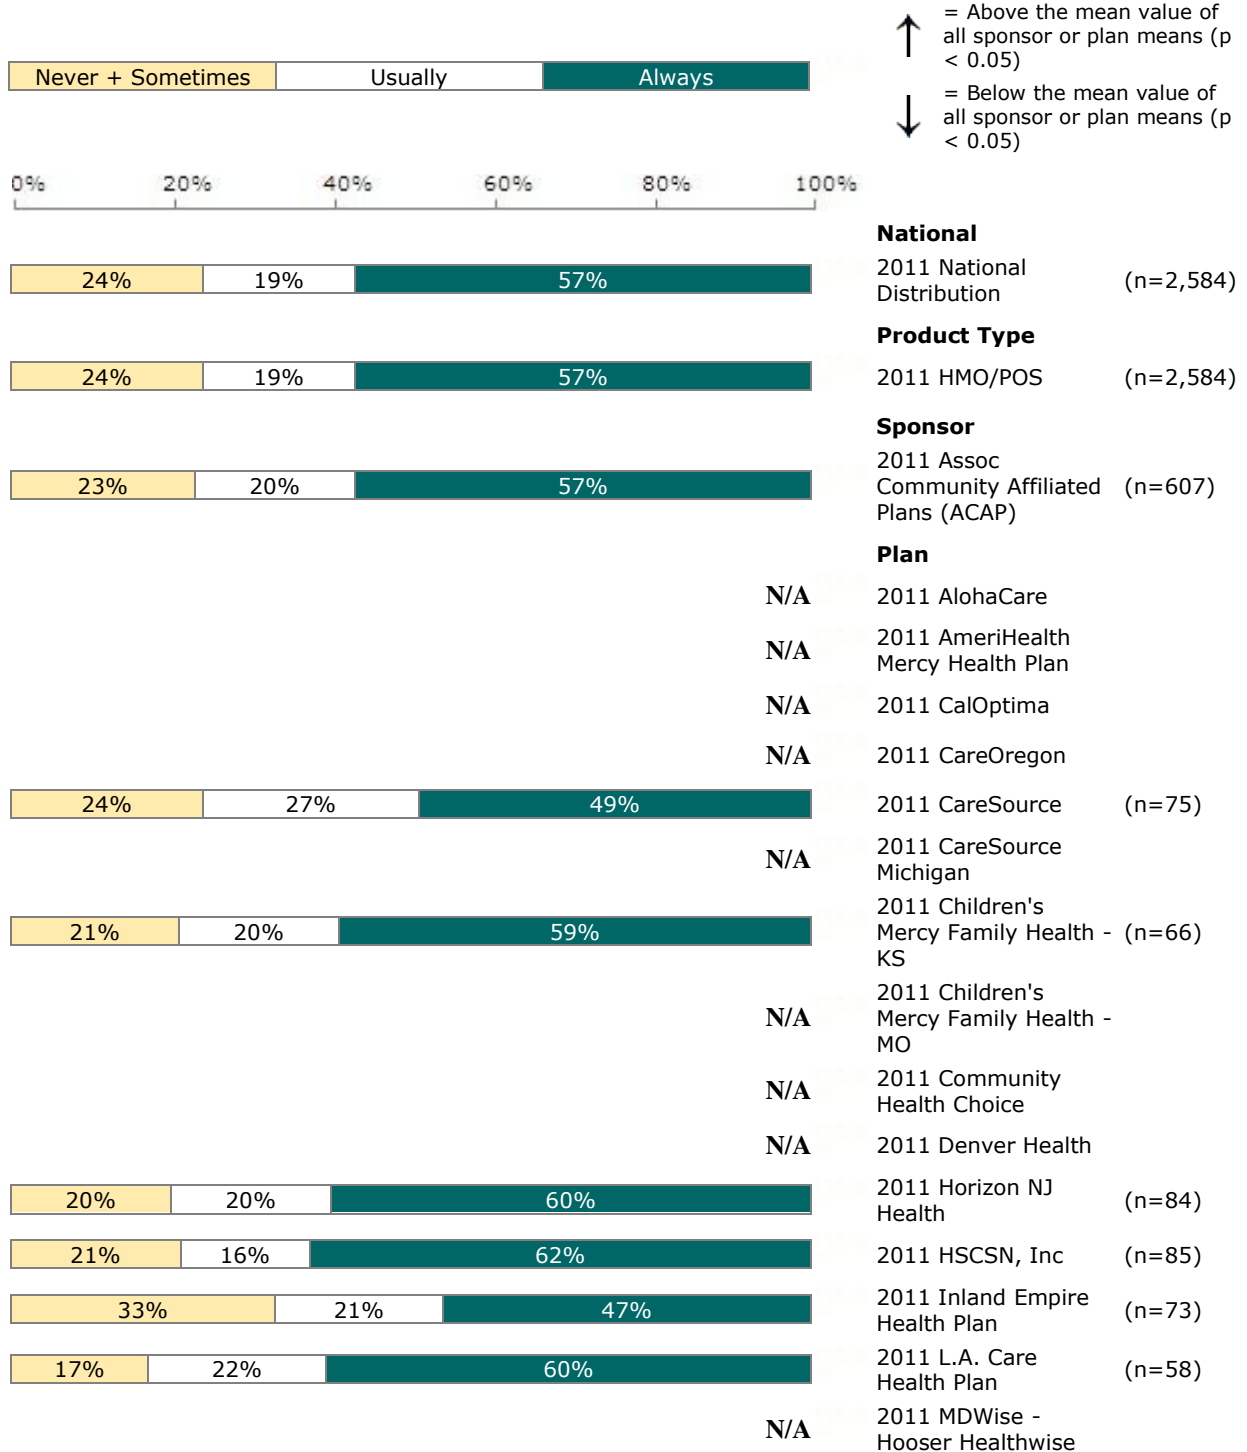 ↑ = Above the mean value of
all sponsor or plan means (p
< 0.05)
Never + Sometimes Usually Always
↓ = Below the mean value of
all sponsor or plan means (p
< 0.05)
0% 20% 40% 60% 80% 100%
National
24% 19% 57% 2011 National
Distribution (n=2,584)
Product Type
24% 19% 57% 2011 HMO/POS (n=2,584)
Sponsor
2011 Assoc
23% 20% 57% Community Affiliated (n=607)
Plans (ACAP)
Plan
N/A 2011 AlohaCare
N/A 2011 AmeriHealth
Mercy Health Plan
N/A 2011 CalOptima
N/A 2011 CareOregon
24% 27% 49% 2011 CareSource (n=75)
N/A 2011 CareSource
Michigan
2011 Children's
21% 20% 59% Mercy Family Health - (n=66)
KS
2011 Children's
N/A Mercy Family Health -
MO
N/A 2011 Community
Health Choice
N/A 2011 Denver Health
20% 20% 60% 2011 Horizon NJ
Health (n=84)
21% 16% 62% 2011 HSCSN, Inc (n=85)
33% 21% 47% 2011 Inland Empire
Health Plan (n=73)
17% 22% 60% 2011 L.A. Care
Health Plan (n=58)
N/A 2011 MDWise -
Hooser Healthwise